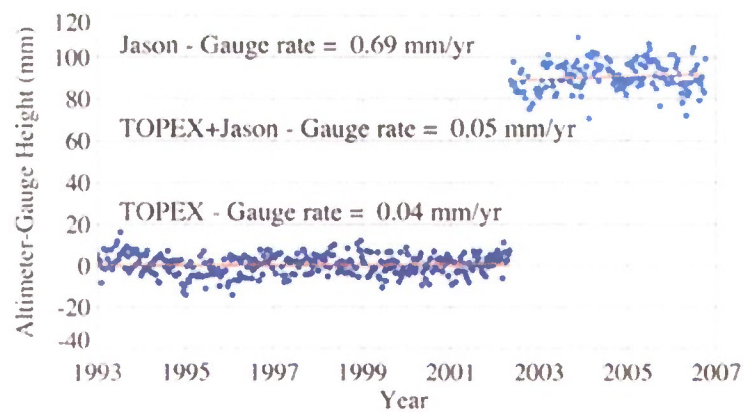 120
Jason - Gauge rate = 0.69 mm/yr
100
80
TOPEX+Jason - Gauge rate = 0.05 mm/yr
60
40
TOPEX - Gauge rate = 0.04 mm/yr
20
0
-20
-40
Altimeter-Gauge Height (mm)
1993 1995 1997 1999 2001 2003 2005 2007
Year